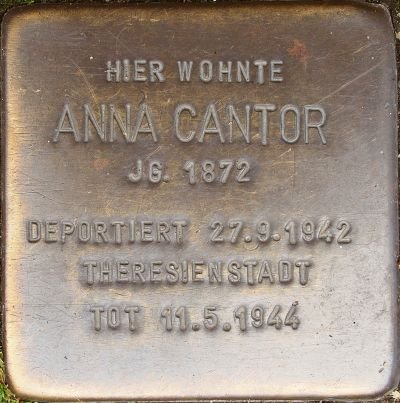 HIER WOHNTE
ANNA CANTOR
JG. 1872
DEPORTIERT 27.9.1942
THERESIENSTADT
TOT 11.5.1944